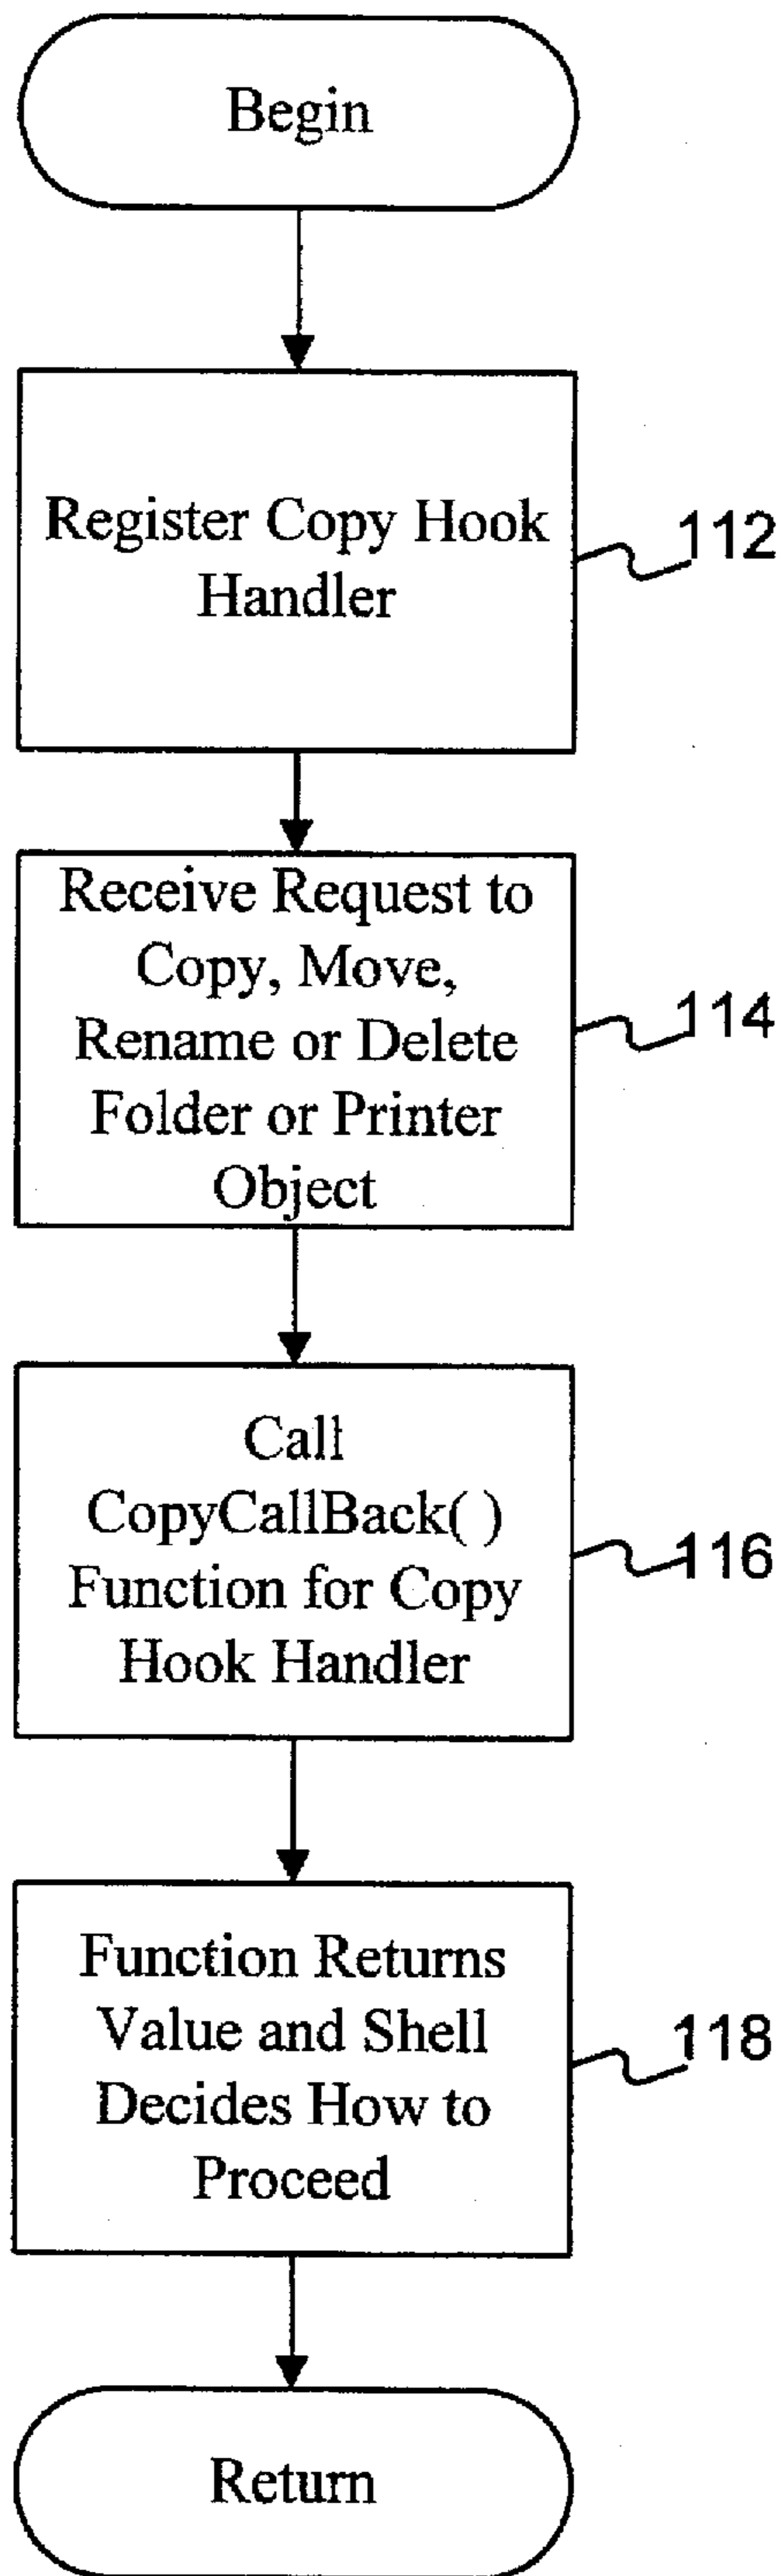 Begin
Register Copy Hook
Handler
112
Receive Request to
Copy, Move,
Rename or Delete
Folder or Printer
Object
114
Call
CopyCallBack( )
Function for Copy
Hook Handler
116
Function Returns
Value and Shell
Decides How to
Proceed
118
Return